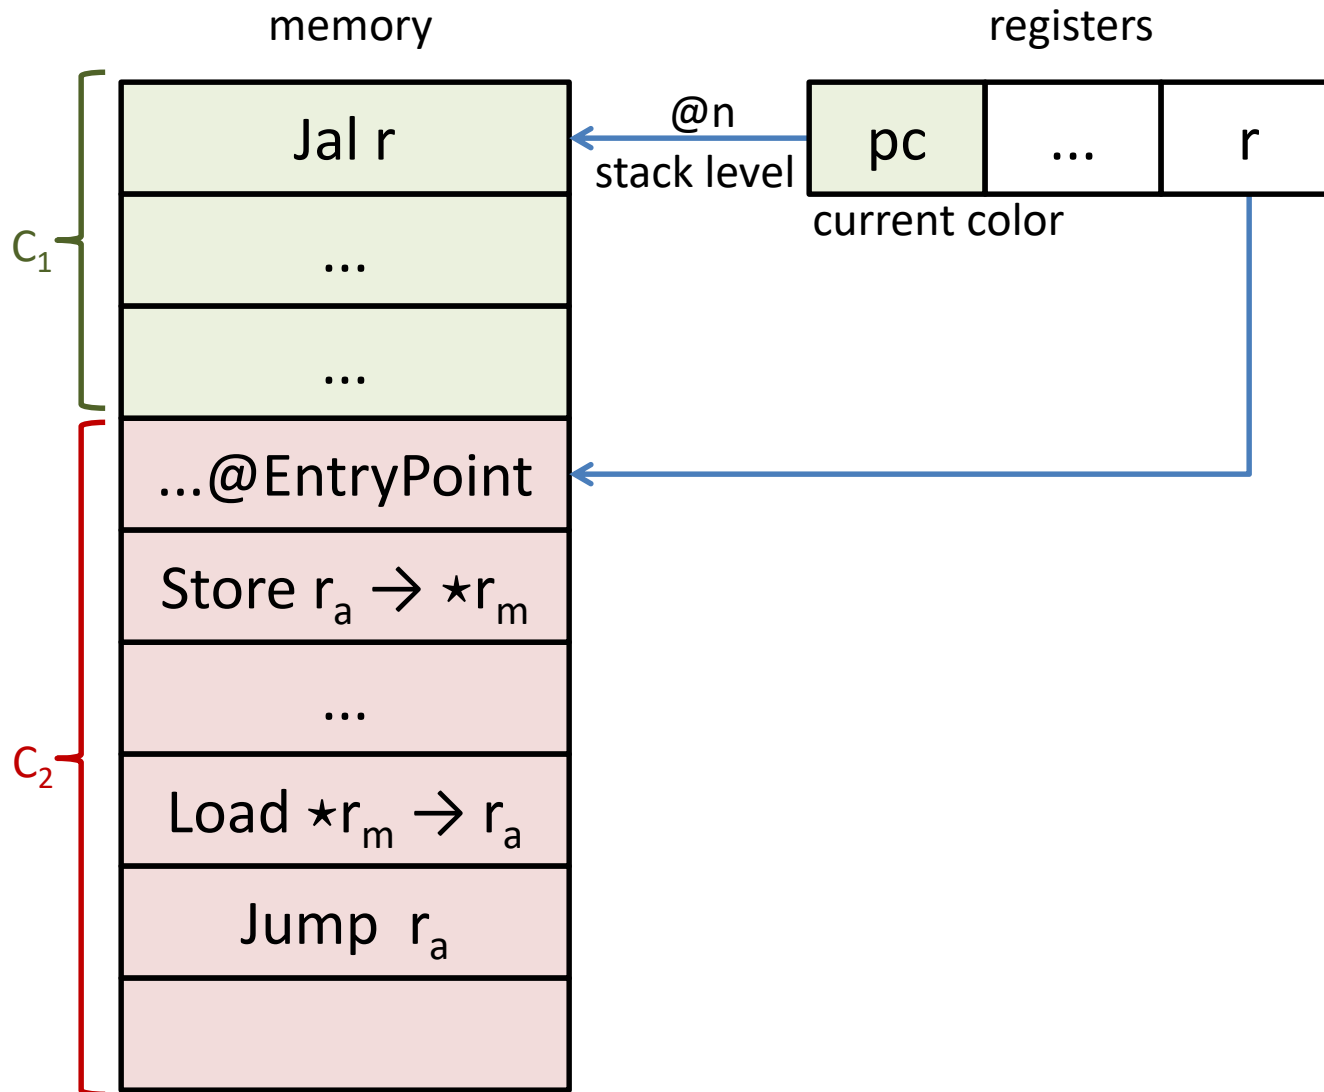 memory
registers
Jal r
@n
stack level
pc
...
r
current color
C₁
...
...
...@EntryPoint
Store rₐ → ⋆rₘ
...
C₂
Load ⋆rₘ → rₐ
Jump rₐ